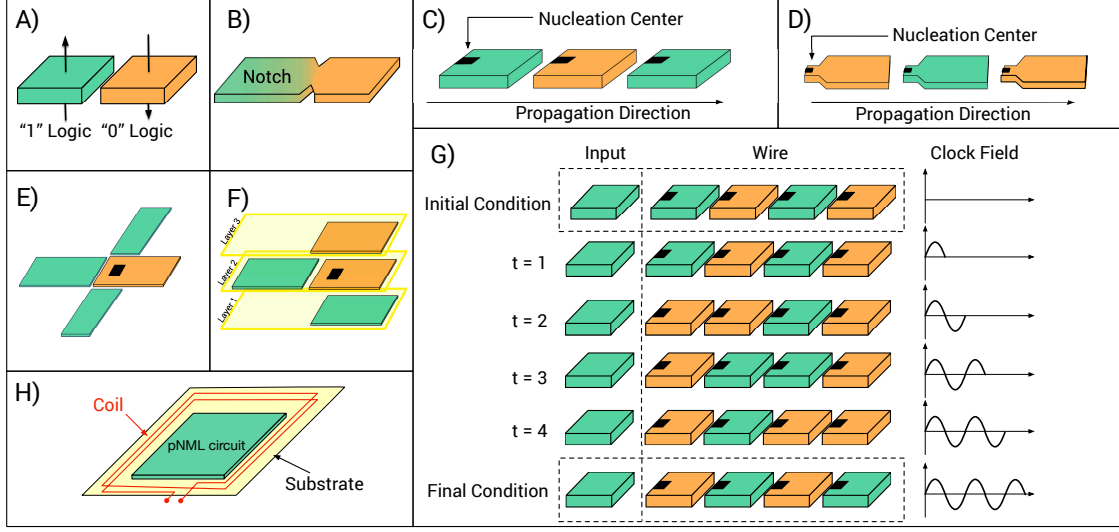 A)
“1” Logic
“0” Logic
B)
Notch
C)
Nucleation Center
Propagation Direction
D)
Nucleation Center
Propagation Direction
E)
F)
Layer 3
Layer 2
Layer 1
G)
Input
Wire
Clock Field
Initial Condition
t = 1
t = 2
t = 3
t = 4
Final Condition
H)
Coil
pNML circuit
Substrate